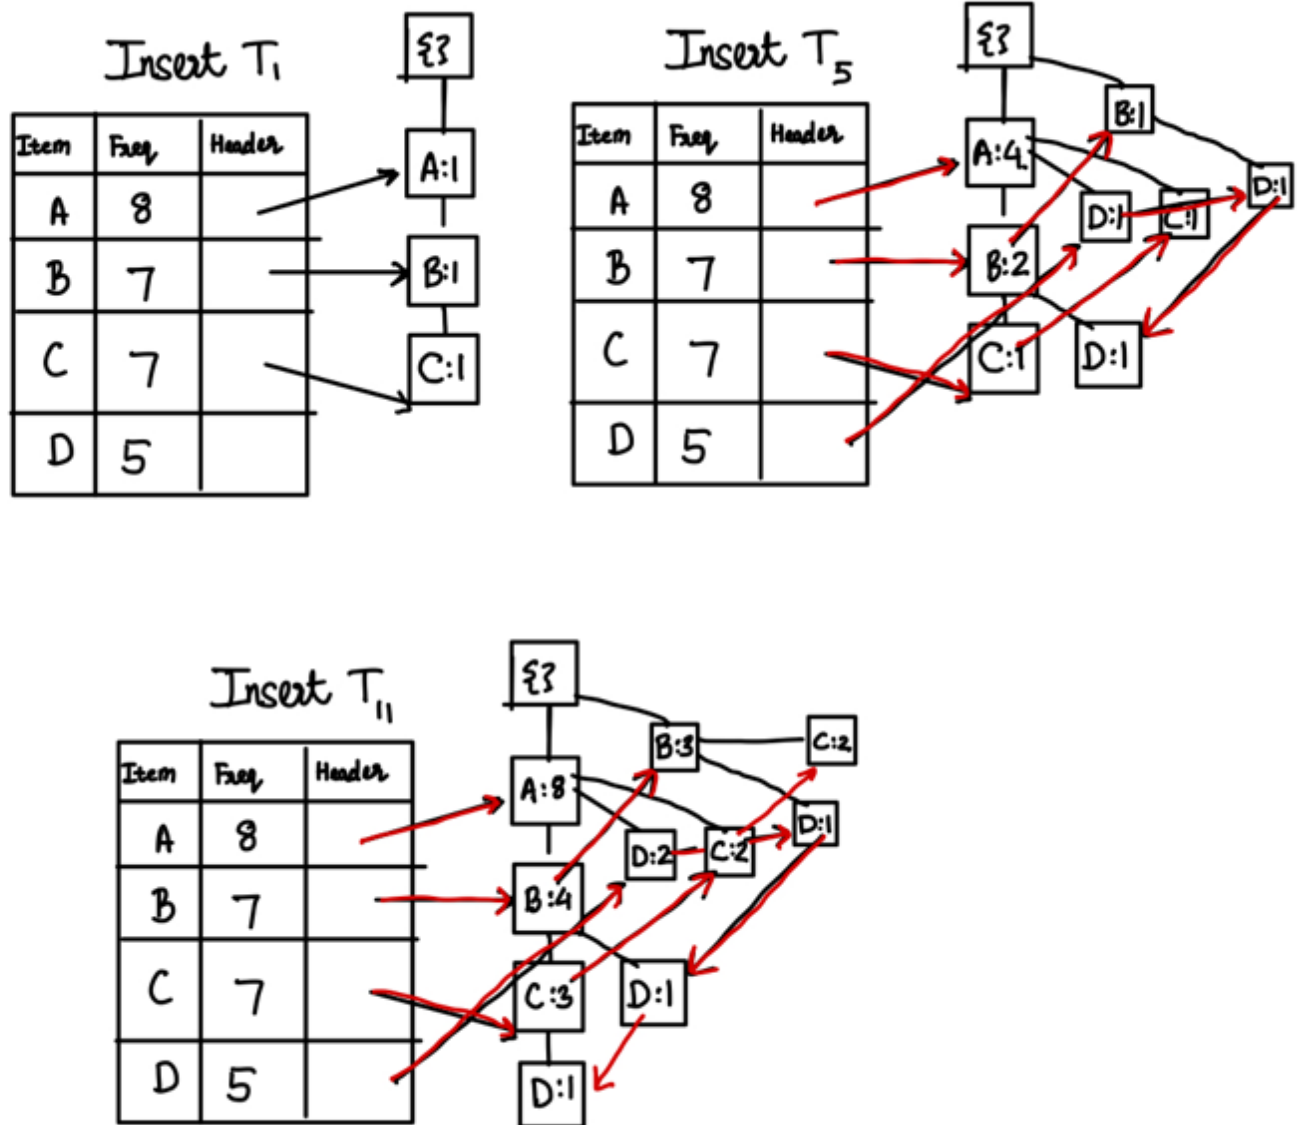 Insert T₁
{}
Item Freq Header
A 8
B 7
C 7
D 5
A:1
B:1
C:1
Insert T₅
{}
Item Freq Header
A 8
B 7
C 7
D 5
B:1
A:4
D:1
D:1
C:1
B:2
C:1
D:1
Insert T₁₁
{}
Item Freq Header
A 8
B 7
C 7
D 5
B:3
C:2
A:8
D:1
D:2
C:2
B:4
C:3
D:1
D:1